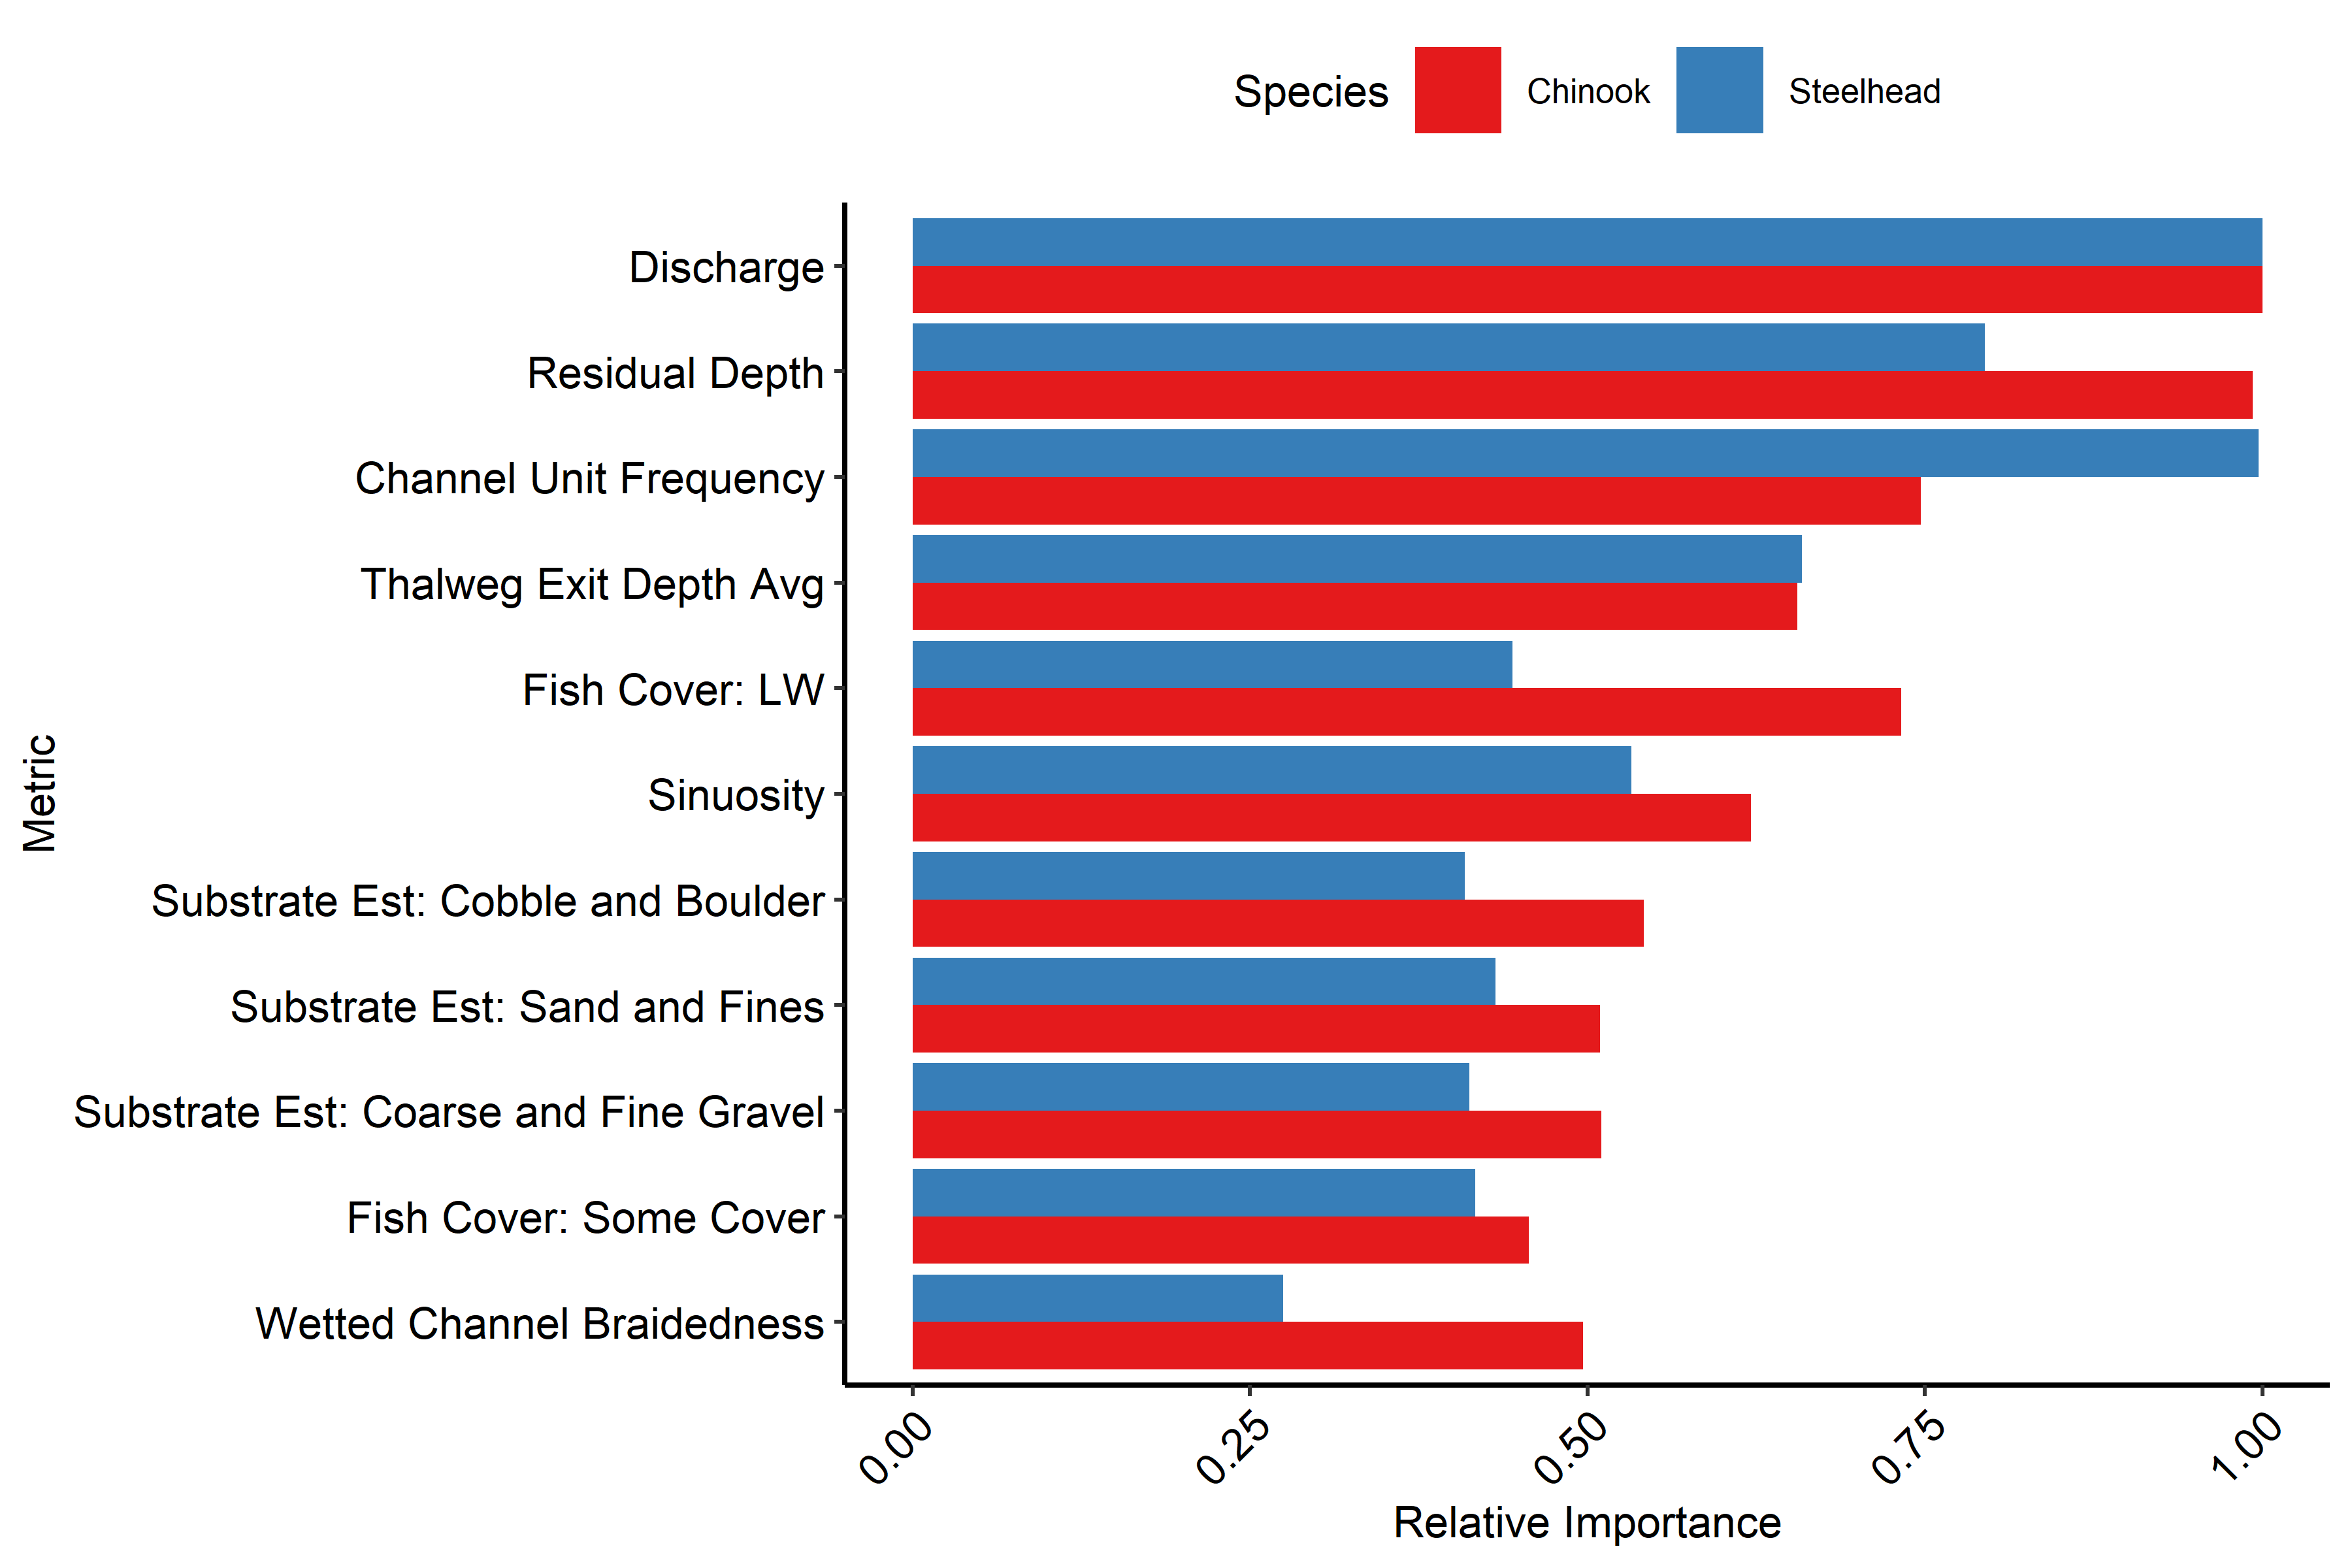 Species Chinook Steelhead
Discharge
Residual Depth
Channel Unit Frequency
Thalweg Exit Depth Avg
Fish Cover: LW
Sinuosity
Substrate Est: Cobble and Boulder
Substrate Est: Sand and Fines
Substrate Est: Coarse and Fine Gravel
Fish Cover: Some Cover
Wetted Channel Braidedness
Metric
0.00 0.25 0.50 0.75 1.00
Relative Importance